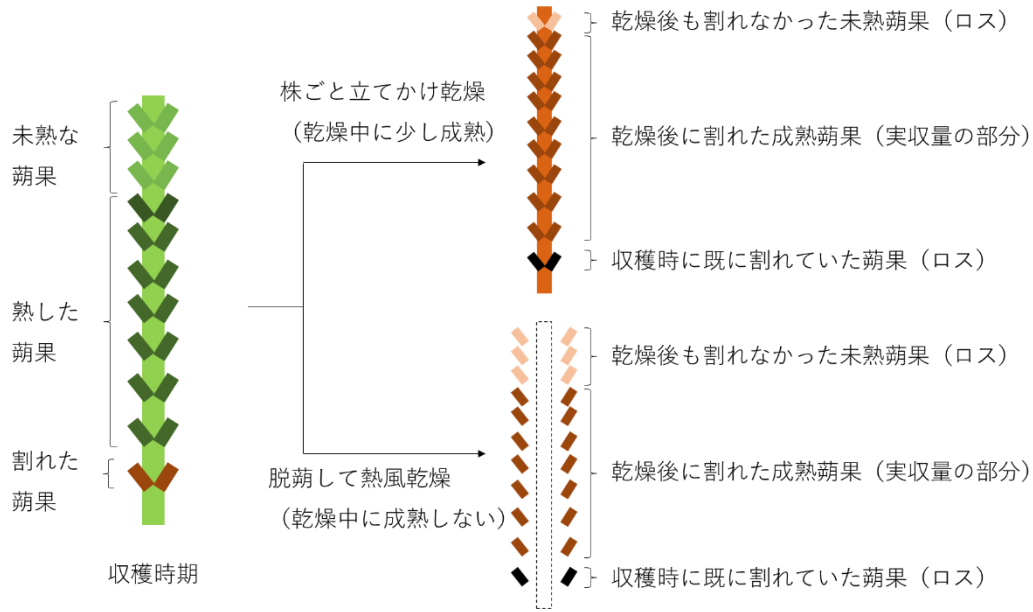 未熟な
蒴果
熟した
蒴果
割れた
蒴果
収穫時期
株ごと立てかけ乾燥
（乾燥中に少し成熟）
脱蒴して熱風乾燥
（乾燥中に成熟しない）
乾燥後も割れなかった未熟蒴果（ロス）
乾燥後に割れた成熟蒴果（実収量の部分）
収穫時に既に割れていた蒴果（ロス）
乾燥後も割れなかった未熟蒴果（ロス）
乾燥後に割れた成熟蒴果（実収量の部分）
収穫時に既に割れていた蒴果（ロス）